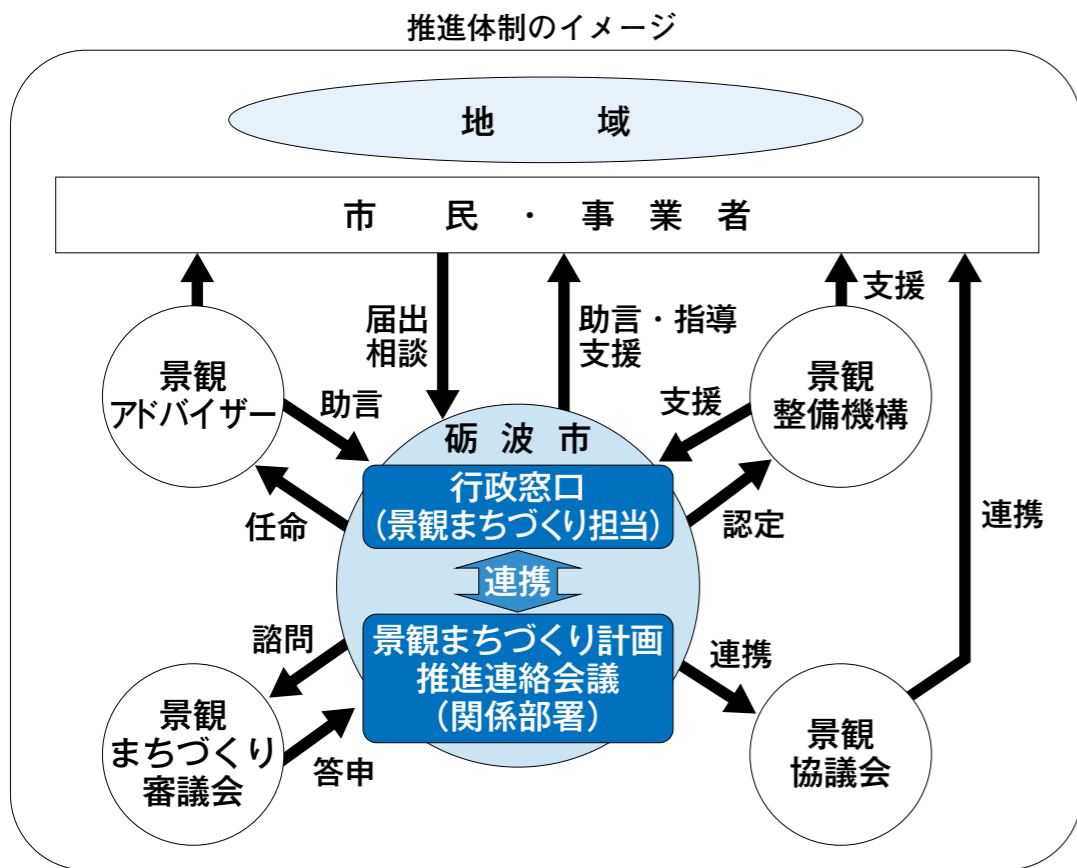 推進体制のイメージ
地域
市民・事業者
支援
届出
相談
助言・指導
支援
景観
アドバイザー
景観
整備機構
助言
支援
砺波市
行政窓口
(景観まちづくり担当)
任命
認定
連携
連携
諮問
景観まちづくり計画
推進連絡会議
(関係部署)
連携
景観
まちづくり
審議会
答申
景観
協議会